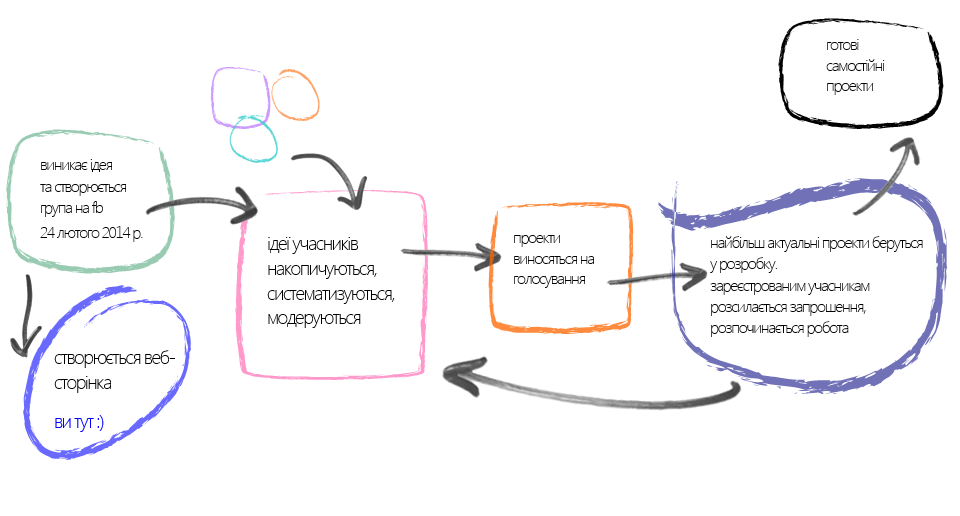 виникає ідея
та створюється
група на fb
24 лютого 2014 р.
створюється веб-
сторінка
ви тут :)
ідеї учасників
накопичуються,
систематизуються,
модеруються
проекти
виносяться на
голосування
найбільш актуальні проекти беруться
у розробку.
зареєстрованим учасникам
розсилається запрошення,
розпочинається робота
готові
самостійні
проекти